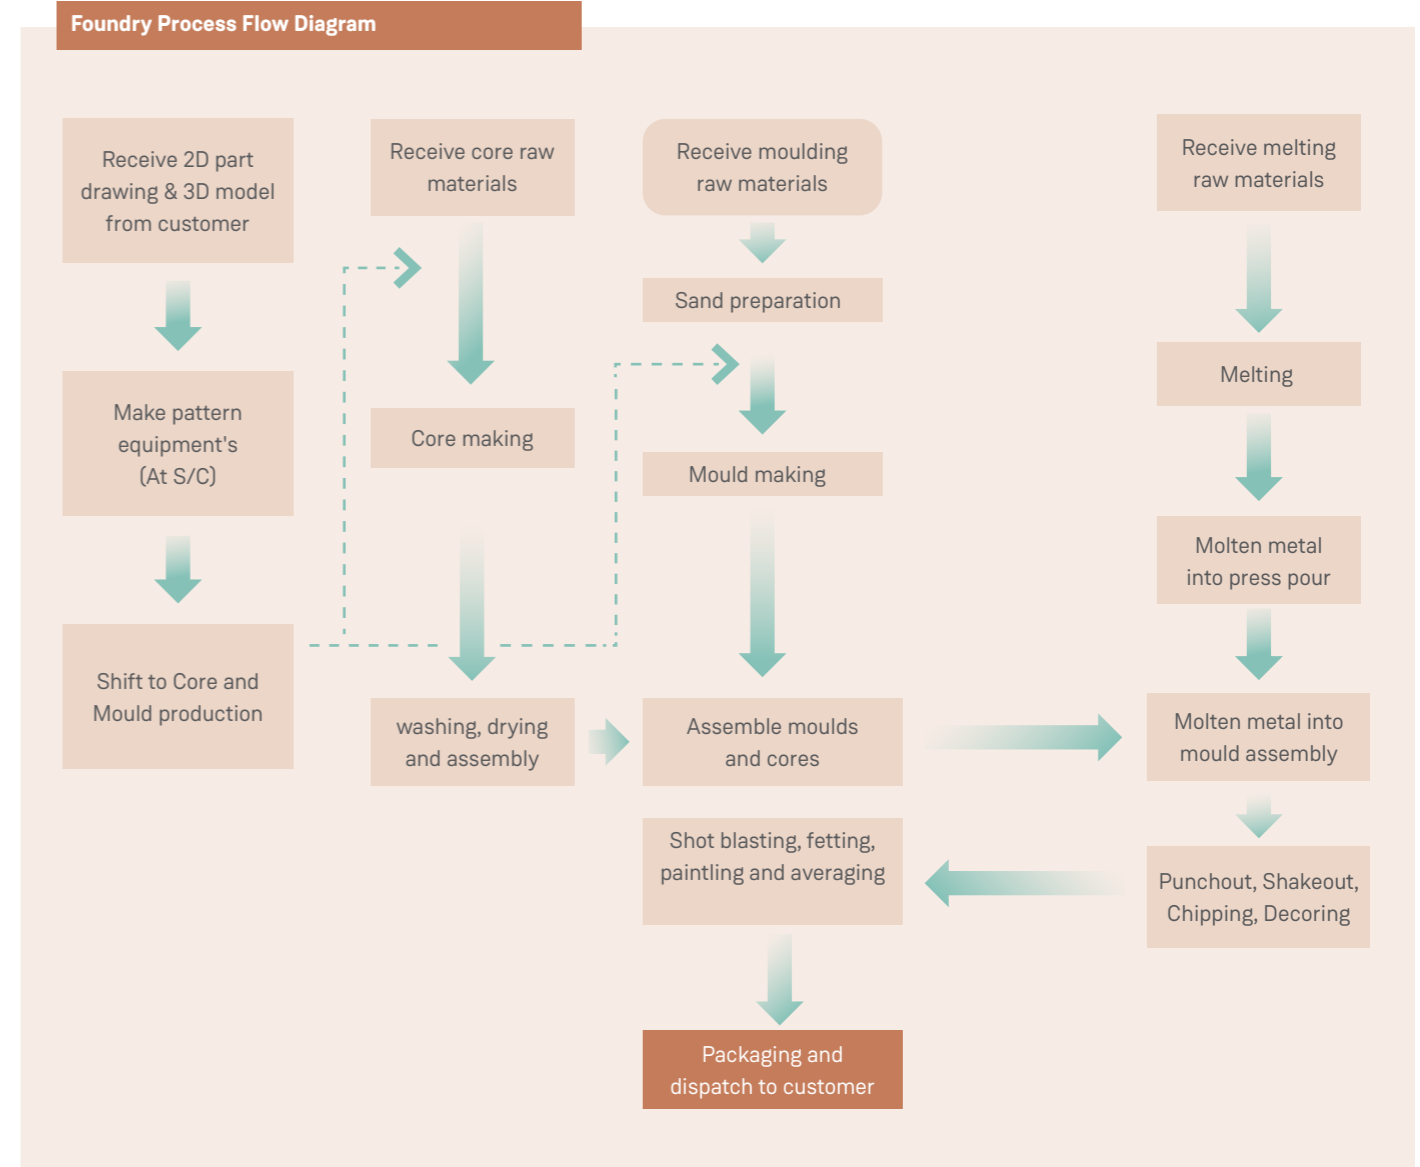 Foundry Process Flow Diagram
Receive 2D part
drawing & 3D model
from customer
Make pattern
equipment's
(At S/C)
Shift to Core and
Mould production
Receive core raw
materials
Core making
washing, drying
and assembly
Receive moulding
raw materials
Sand preparation
Mould making
Assemble moulds
and cores
Receive melting
raw materials
Melting
Molten metal
into press pour
Molten metal into
mould assembly
Punchout, Shakeout,
Chipping, Decoring
Shot blasting, fetting,
paintling and averaging
Packaging and
dispatch to customer